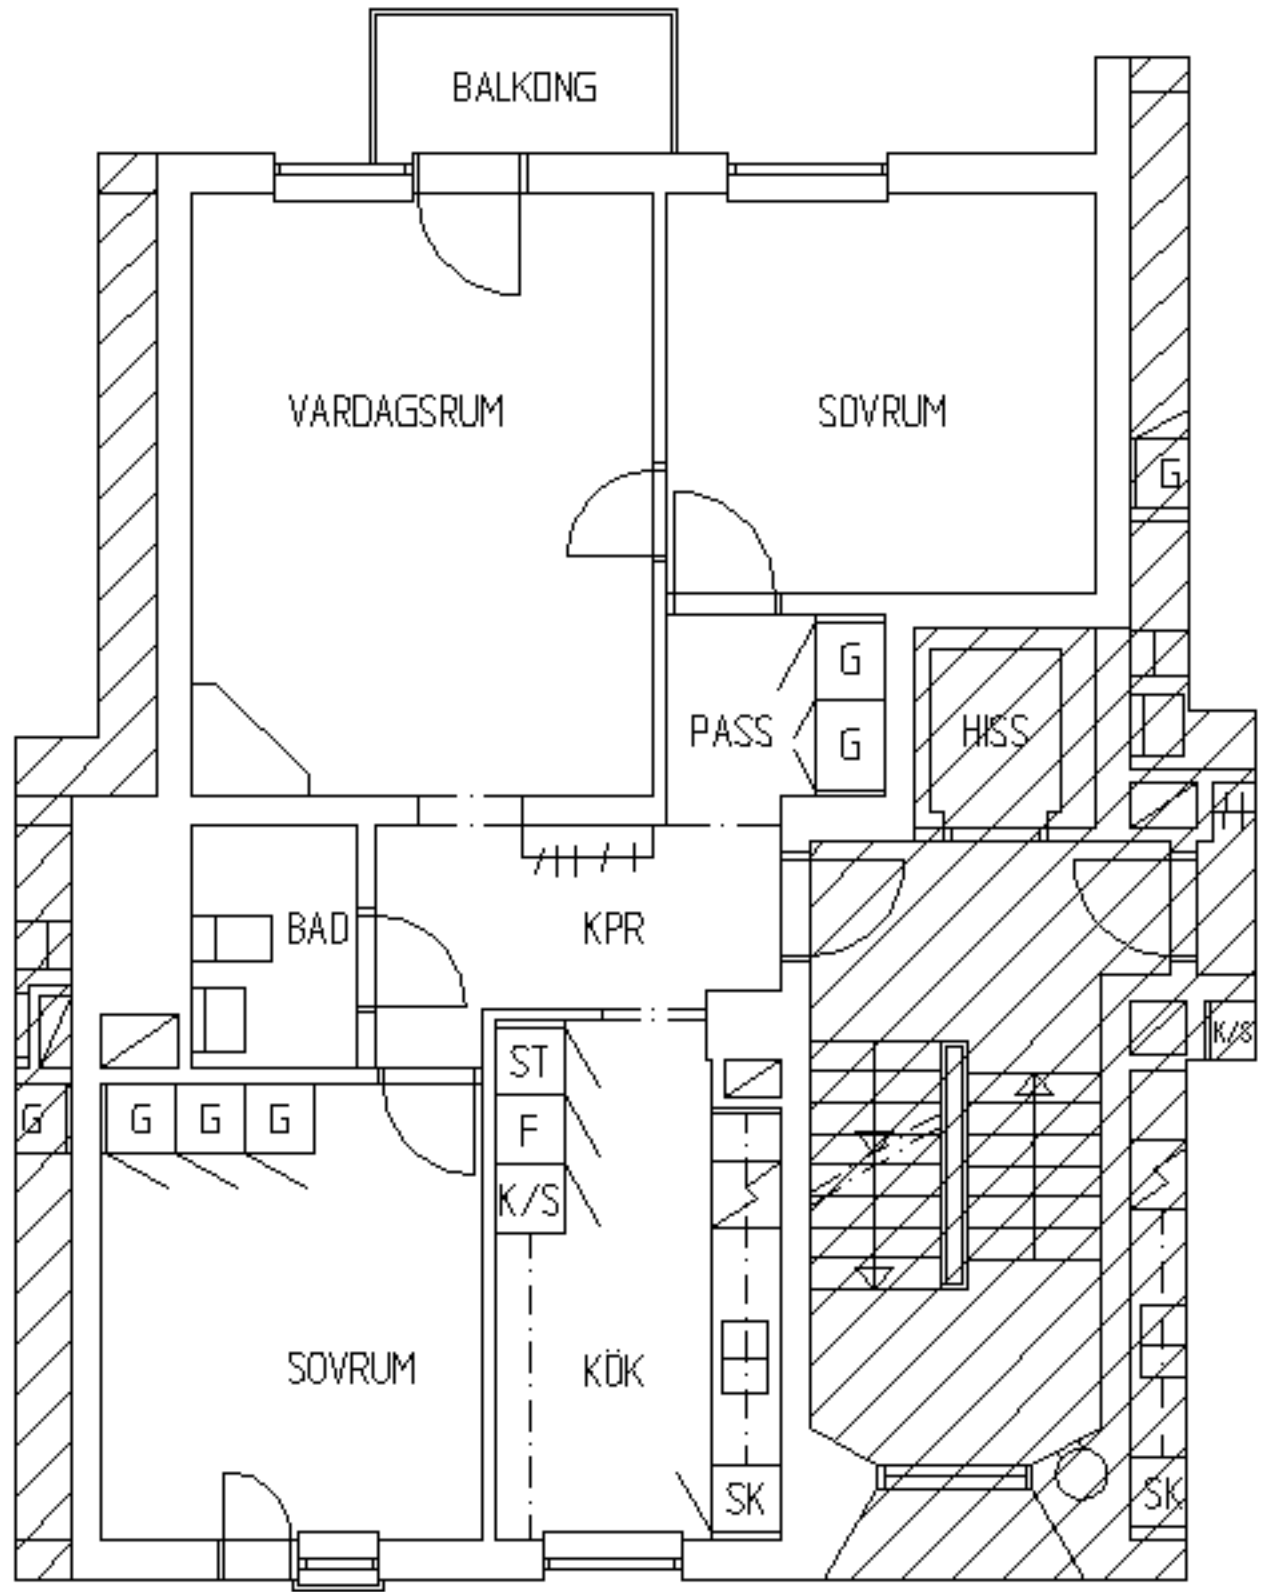 BALKONG
VARDAGSRUM
SOVRUM
G
G
PASS
HISS
G
BAD
KPR
ST
K/S
G
G
G
G
F
K/S
SOVRUM
KÖK
SK
SK